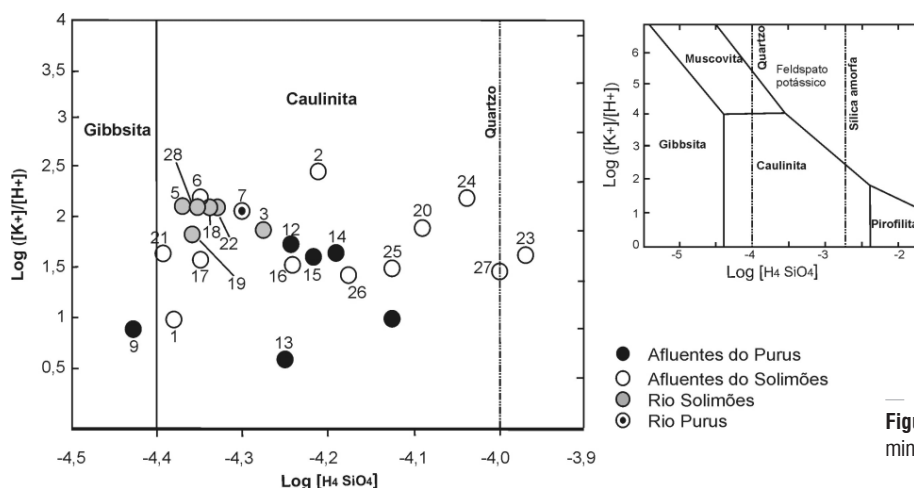 4
3,5
3
2,5
2
1,5
1
0,5
Log ([K+]/[H+])
Gibbsita
Caulinita
Quartzo
28
5
6
7
18
22
3
2
21
17
19
12
14
16
15
26
25
20
24
23
27
9
1
13
-4,5
-4,4
-4,3
-4,2
-4,1
-4,0
-3,9
Log [H4 SiO4]
6
5
4
3
2
1
0
Log ([K+]/[H+])
Muscovita
Quartzo
Feldspato
potássico
Sílica amorfa
Gibbsita
Caulinita
Pirofilita
-5
-4
-3
-2
Log [H4 SiO4]
Afluentes do Purus
Afluentes do Solimões
Rio Solimões
Rio Purus
Figu
min